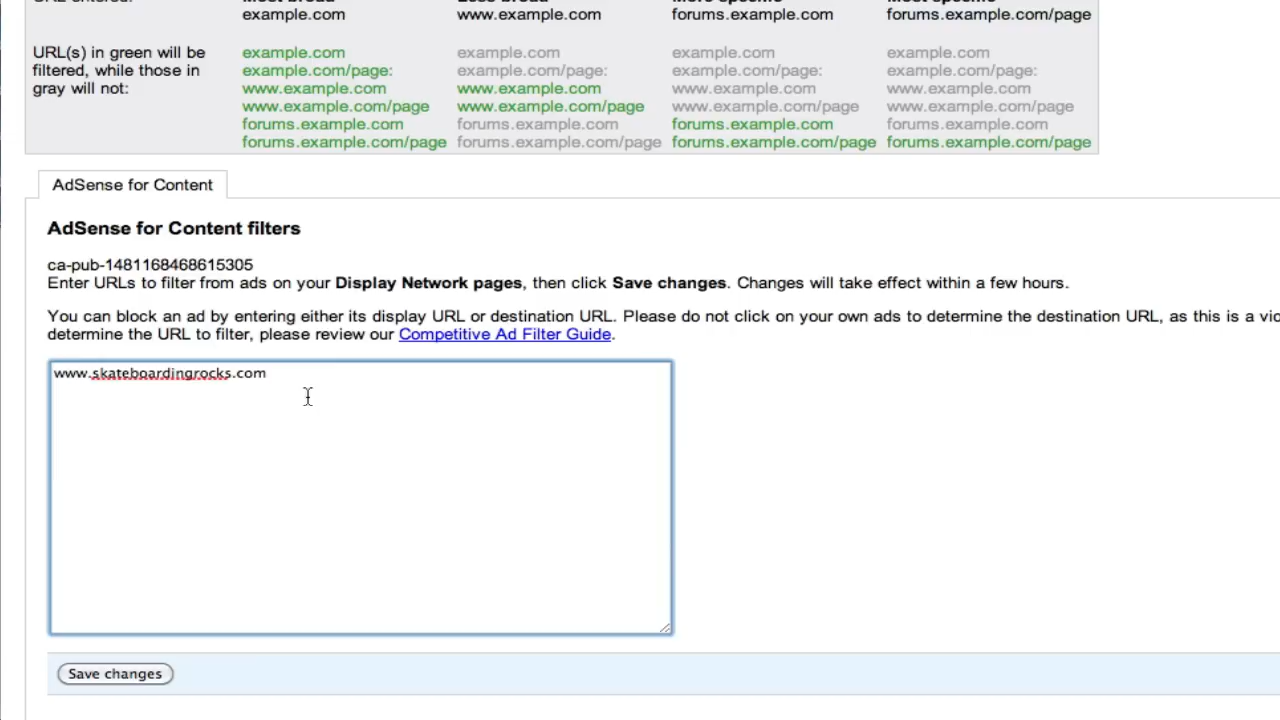 example.com www.example.com forums.example.com forums.example.com/page
URL(s) in green will be filtered, while those in gray will not:
example.com example.com example.com example.com
example.com/page: example.com/page: example.com/page: example.com/page:
www.example.com www.example.com www.example.com www.example.com
www.example.com/page www.example.com/page www.example.com/page www.example.com/page
forums.example.com forums.example.com forums.example.com forums.example.com
forums.example.com/page forums.example.com/page forums.example.com/page forums.example.com/page
AdSense for Content
AdSense for Content filters
ca-pub-1481168468615305
Enter URLs to filter from ads on your Display Network pages, then click Save changes. Changes will take effect within a few hours.
You can block an ad by entering either its display URL or destination URL. Please do not click on your own ads to determine the destination URL, as this is a
determine the URL to filter, please review our Competitive Ad Filter Guide.
www.skateboardingrocks.com
Save changes